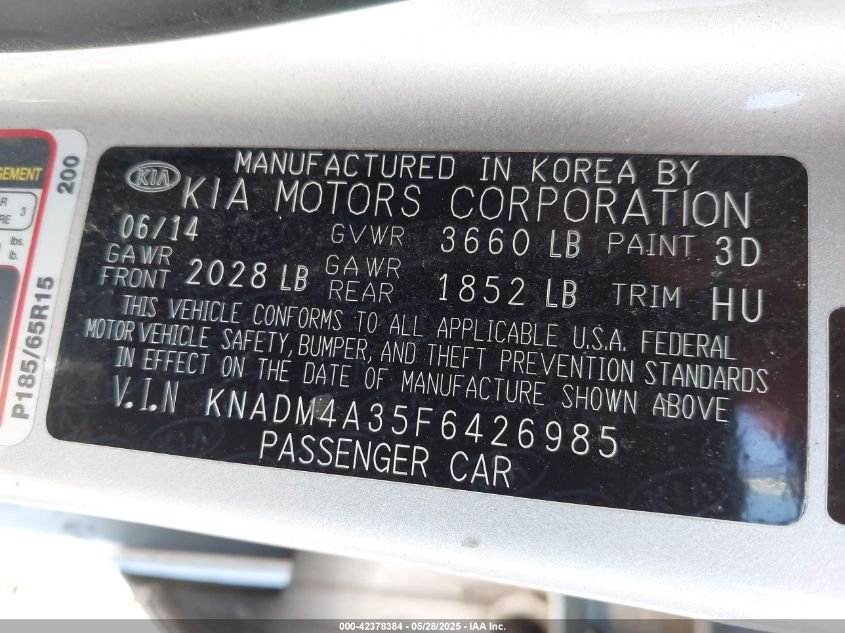 GEMENT
3
lbs.
200
P185/65R15
KIA
MANUFACTURED IN KOREA BY
KIA MOTORS CORPORATION
06/14 GVWR 3660 LB PAINT 3D
GAWR FRONT 2028 LB GAWR REAR 1852 LB TRIM HU
THIS VEHICLE CONFORMS TO ALL APPLICABLE U.S.A. FEDERAL
MOTOR VEHICLE SAFETY, BUMPER, AND THEFT PREVENTION STANDARDS
IN EFFECT ON THE DATE OF MANUFACTURE SHOWN ABOVE
V.I.N KNADM4A35F6426985
PASSENGER CAR
000-42378384 - 05/28/2025 - IAA Inc.